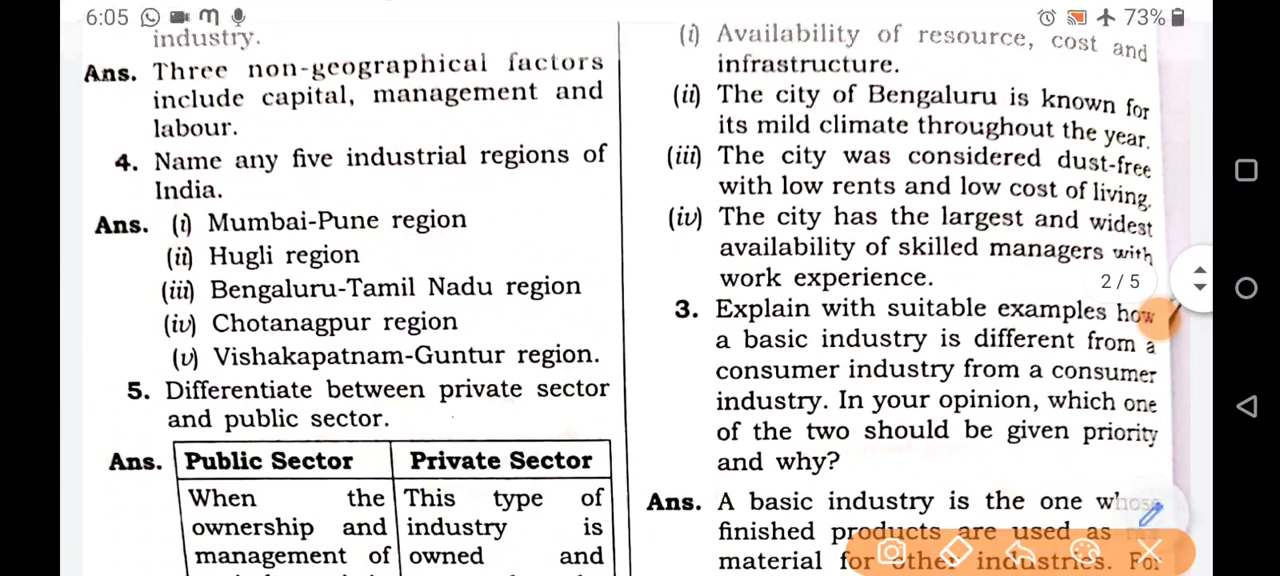 6:05
73%
industry.
Ans. Three non-geographical factors
include capital, management and
labour.
4. Name any five industrial regions of
India.
Ans. (i) Mumbai-Pune region
(ii) Hugli region
(iii) Bengaluru-Tamil Nadu region
(iv) Chotanagpur region
(v) Vishakapatnam-Guntur region.
5. Differentiate between private sector
and public sector.
Ans. Public Sector Private Sector
When the This type of
ownership and industry is
management of owned and
(i) Availability of resource, cost and
infrastructure.
(ii) The city of Bengaluru is known for
its mild climate throughout the year.
(iii) The city was considered dust-free
with low rents and low cost of living.
(iv) The city has the largest and widest
availability of skilled managers with
work experience.
2/5
3. Explain with suitable examples how
a basic industry is different from a
consumer industry from a consumer
industry. In your opinion, which one
of the two should be given priority
and why?
Ans. A basic industry is the one whose
finished products are used as
material for other industries. For